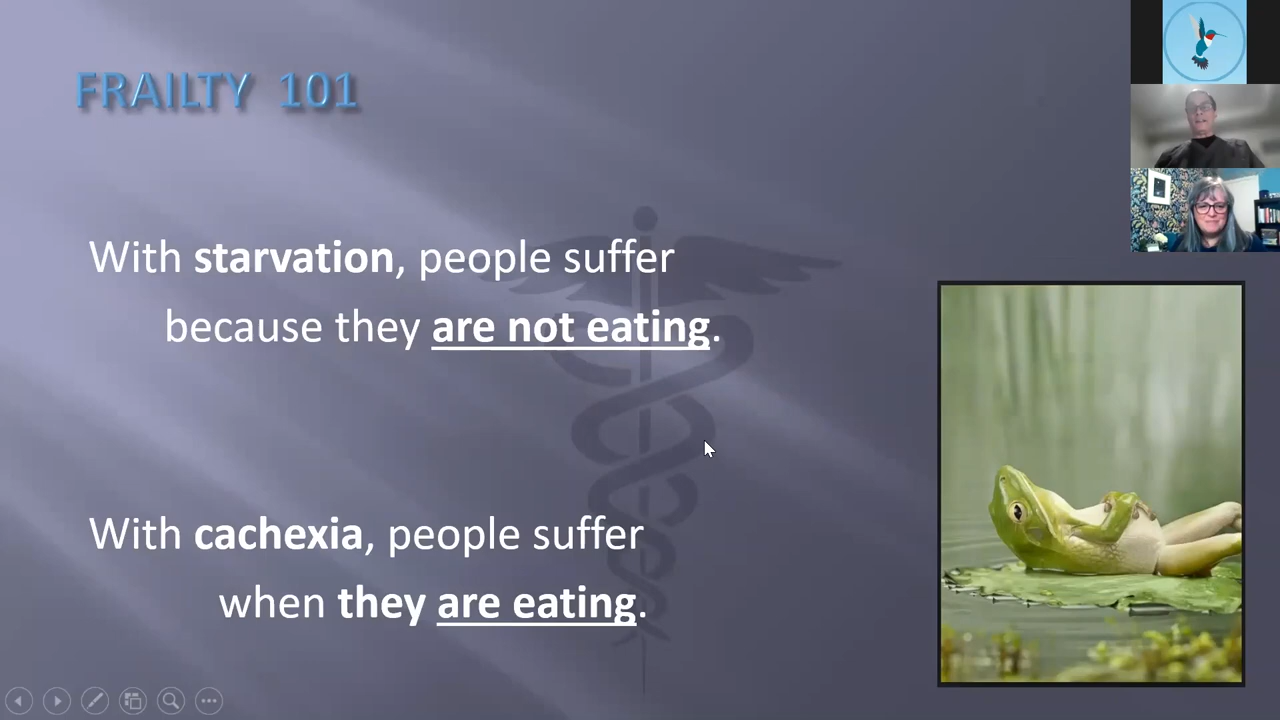 FRAILTY 101
With starvation, people suffer
because they are not eating.
With cachexia, people suffer
when they are eating.